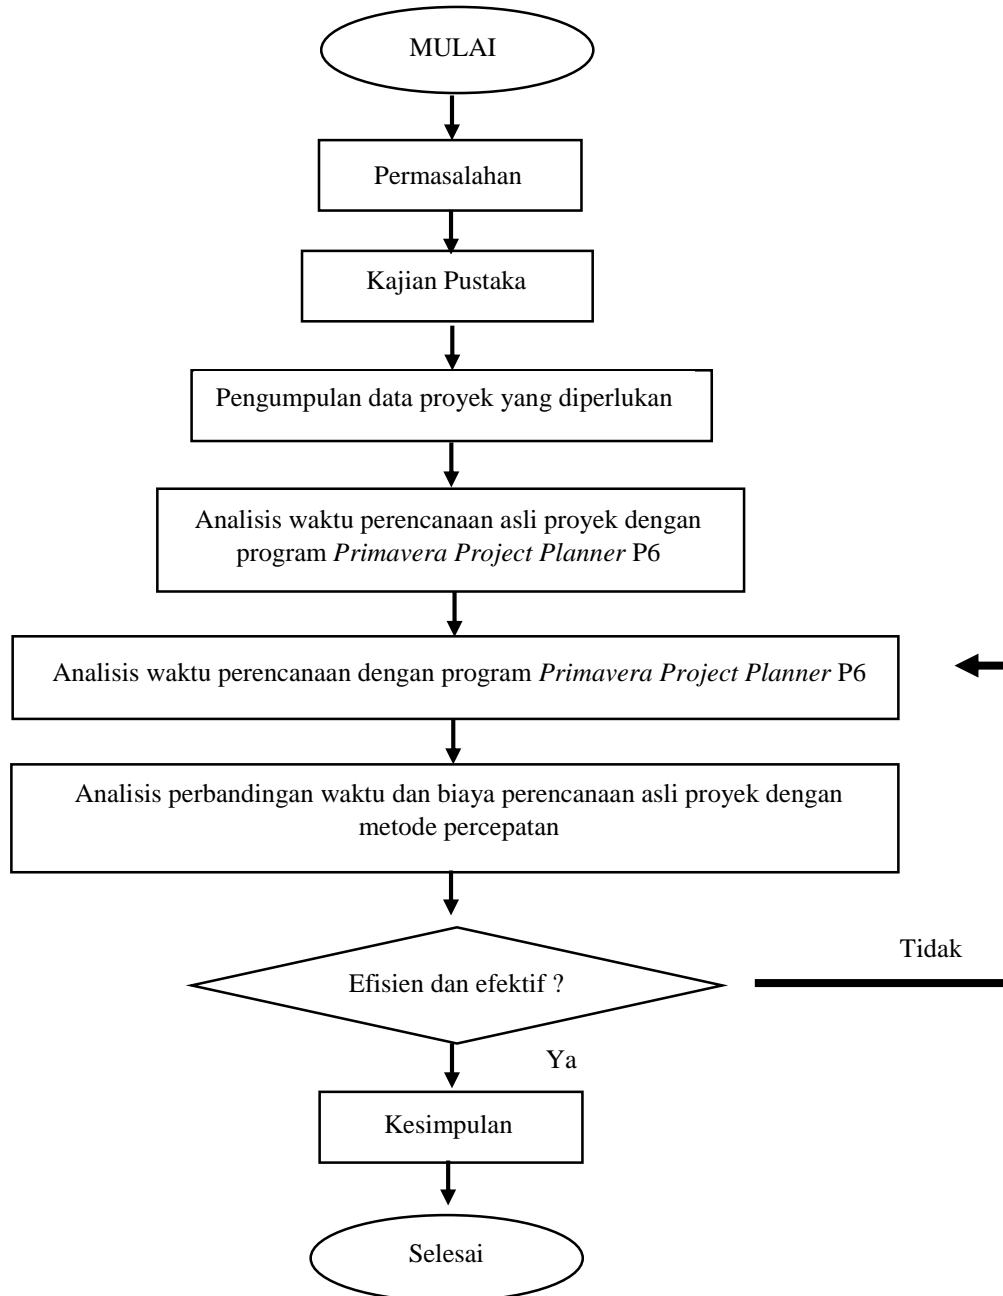 MULAI
Permasalahan
Kajian Pustaka
Pengumpulan data proyek yang diperlukan
Analisis waktu perencanaan asli proyek dengan
program Primavera Project Planner P6
Analisis waktu perencanaan dengan program Primavera Project Planner P6
Analisis perbandingan waktu dan biaya perencanaan asli proyek dengan
metode percepatan
Efisien dan efektif ?
Tidak
Ya
Kesimpulan
Selesai